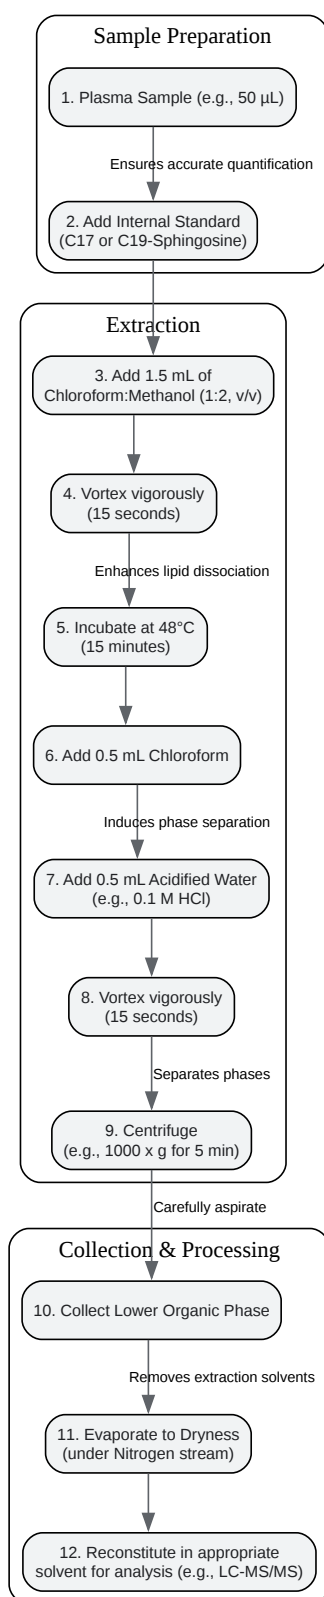 Sample Preparation
1. Plasma Sample (e.g., 50 µL)
Ensures accurate quantification
2. Add Internal Standard
(C17 or C19-Sphingosine)
Extraction
3. Add 1.5 mL of
Chloroform:Methanol (1:2, v/v)
4. Vortex vigorously
(15 seconds)
Enhances lipid dissociation
5. Incubate at 48°C
(15 minutes)
6. Add 0.5 mL Chloroform
Induces phase separation
7. Add 0.5 mL Acidified Water
(e.g., 0.1 M HCl)
8. Vortex vigorously
(15 seconds)
Separates phases
9. Centrifuge
(e.g., 1000 x g for 5 min)
Carefully aspirate
Collection & Processing
10. Collect Lower Organic Phase
Removes extraction solvents
11. Evaporate to Dryness
(under Nitrogen stream)
12. Reconstitute in appropriate
solvent for analysis (e.g., LC-MS/MS)